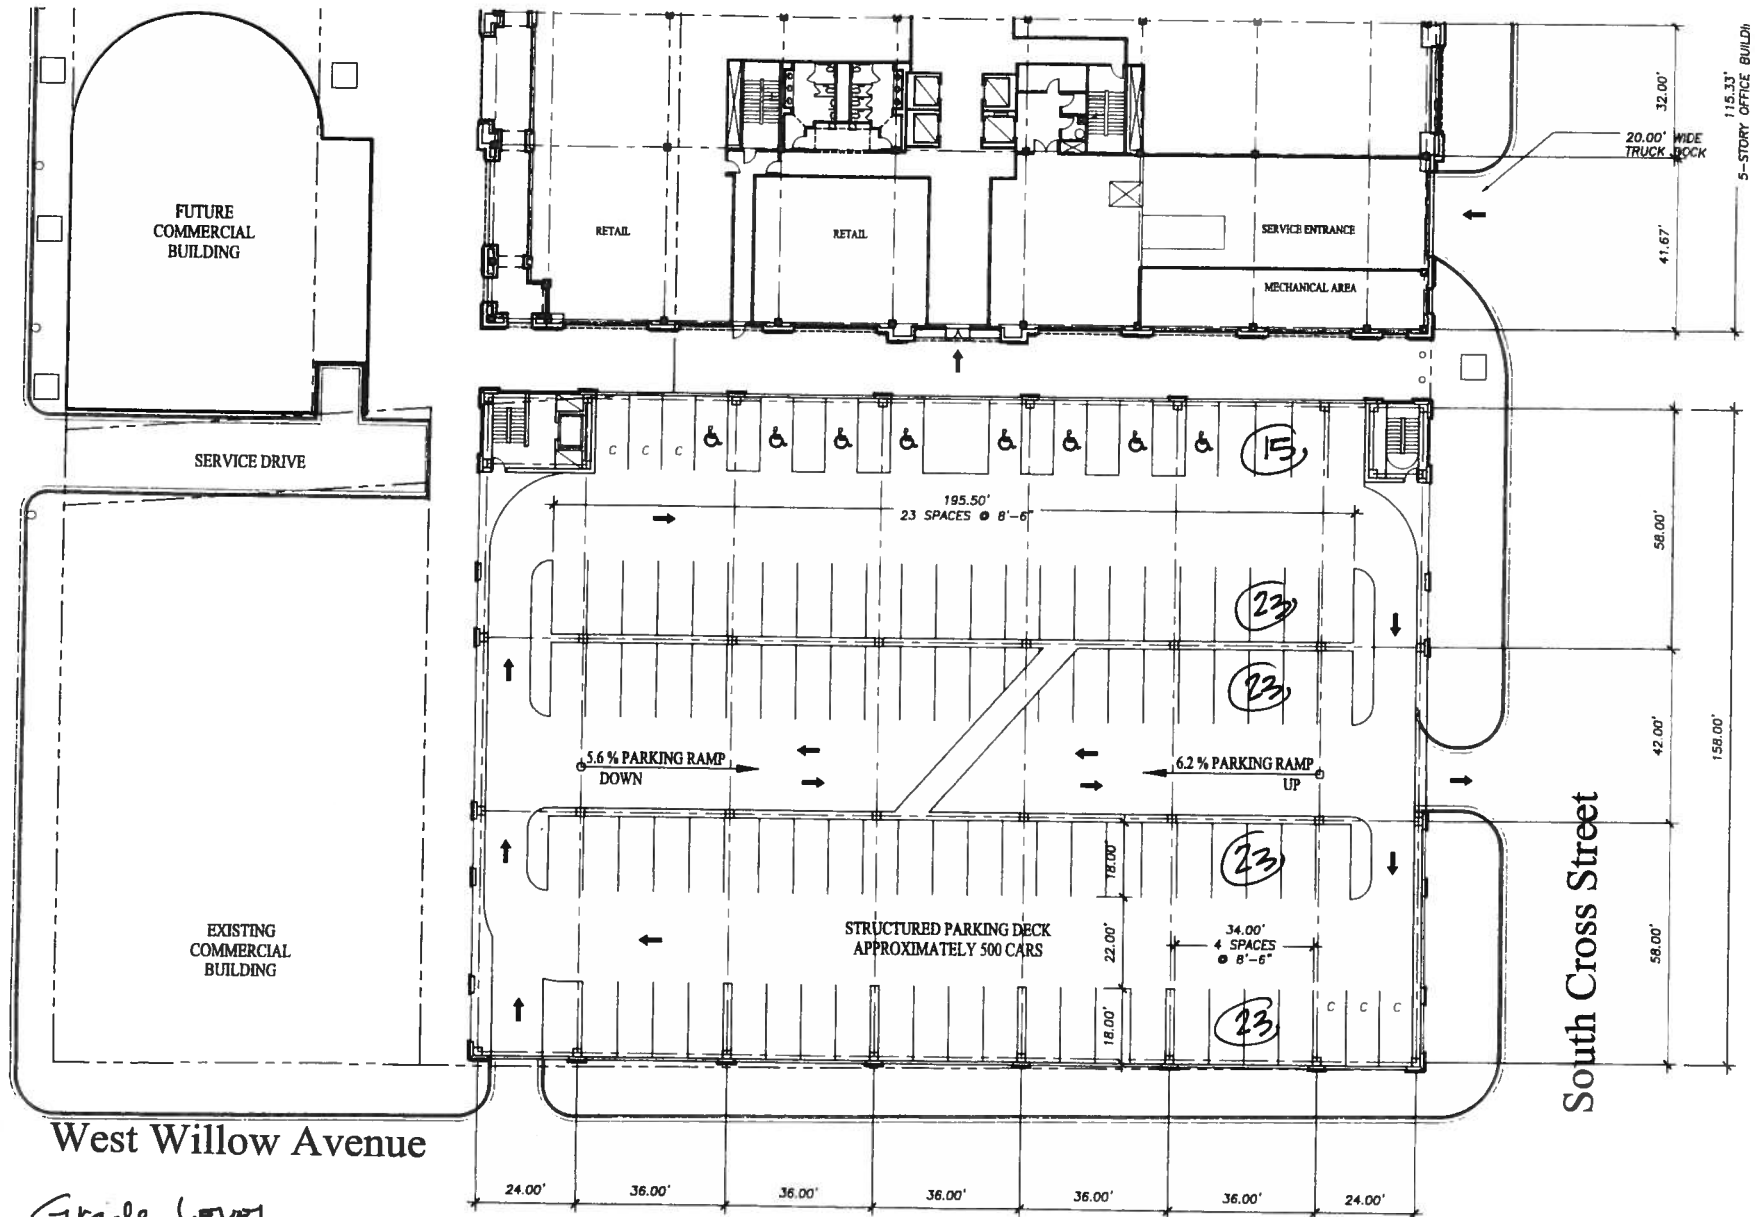 32.00'
115.33'
5-STORY OFFICE BUILDI
20.00' WIDE
TRUCK DOCK
FUTURE
COMMERCIAL
BUILDING
RETAIL
RETAIL
SERVICE ENTRANCE
41.67'
MECHANICAL AREA
SERVICE DRIVE
C C C
15
195.50'
23 SPACES @ 8'-6"
58.00'
23
23
5.6 % PARKING RAMP
DOWN
6.2 % PARKING RAMP
UP
42.00'
158.00'
18.00'
23
EXISTING
COMMERCIAL
BUILDING
STRUCTURED PARKING DECK
APPROXIMATELY 500 CARS
22.00'
34.00'
4 SPACES
@ 8'-6"
58.00'
18.00'
23
C C C
South Cross Street
West Willow Avenue
24.00'
36.00'
36.00'
36.00'
36.00'
36.00'
24.00'
Grade Level